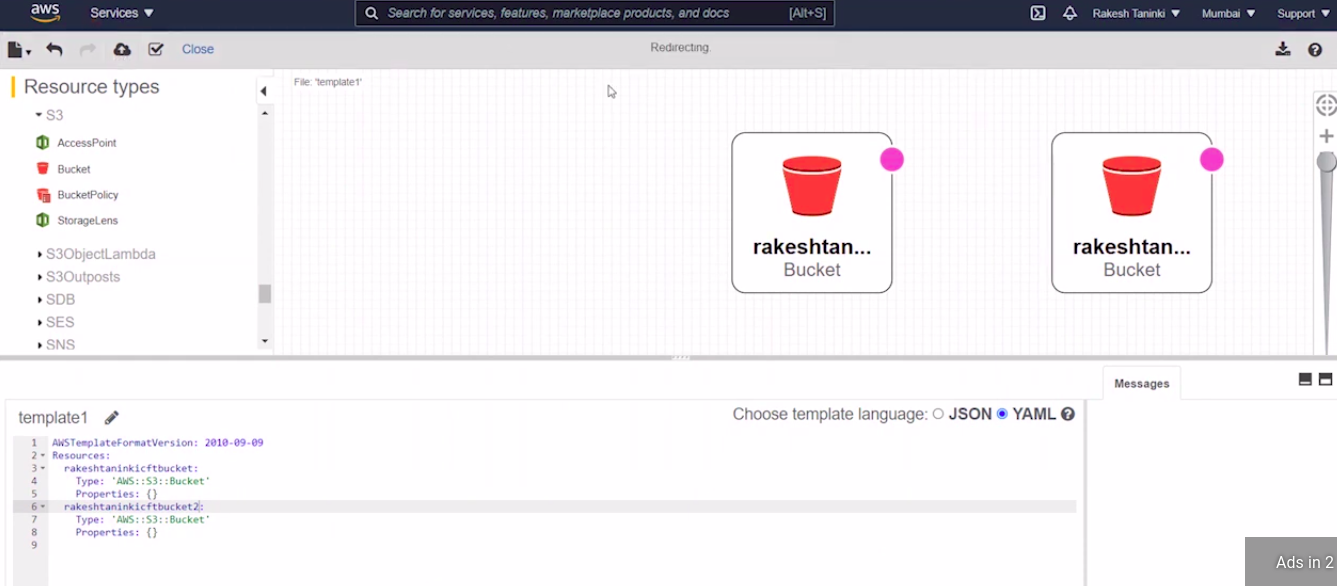 aws Services Search for services, features, marketplace products, and docs [Alt+S] Rakesh Taninki Mumbai Support
Close Redirecting
Resource types
File: 'template1'
S3
AccessPoint
Bucket
BucketPolicy
StorageLens
S3ObjectLambda
S3Outposts
SDB
SES
SNS
rakeshtan...
Bucket
rakeshtan...
Bucket
Messages
template1
Choose template language: JSON YAML
1 AWSTemplateFormatVersion: 2010-09-09
2 Resources:
3 rakeshtaninkicftbucket:
4 Type: 'AWS::S3::Bucket'
5 Properties: {}
6 rakeshtaninkicftbucket2:
7 Type: 'AWS::S3::Bucket'
8 Properties: {}
9
Ads in 2